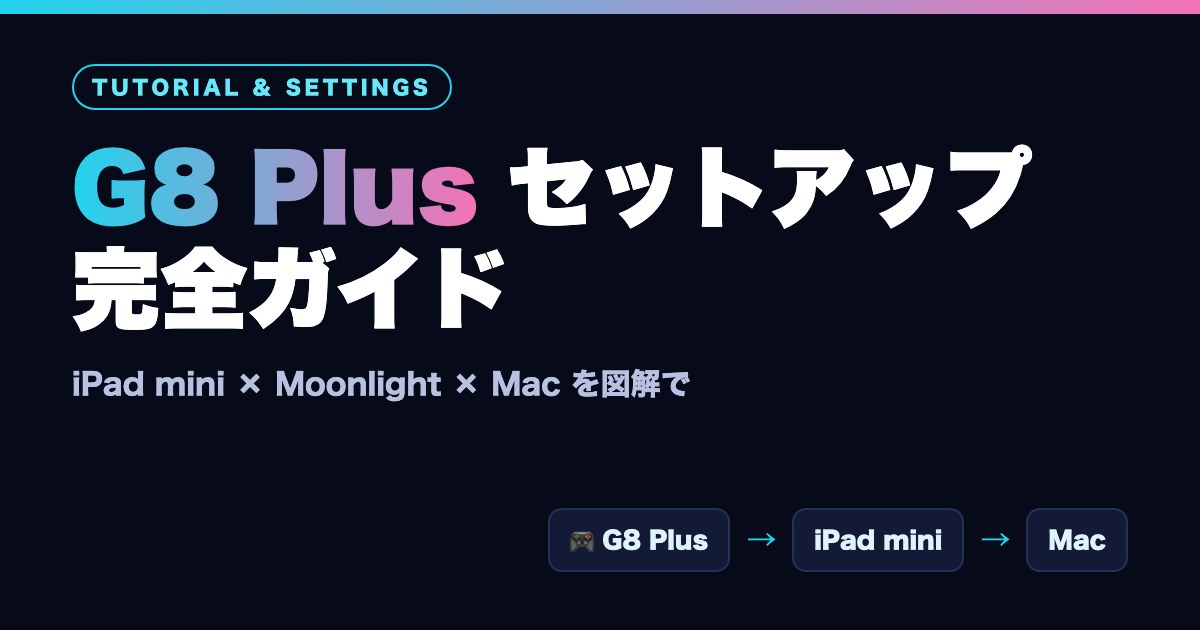 TUTORIAL & SETTINGS
G8 Plus セットアップ
完全ガイド
iPad mini × Moonlight × Mac を図解で
🎮 G8 Plus → iPad mini → Mac